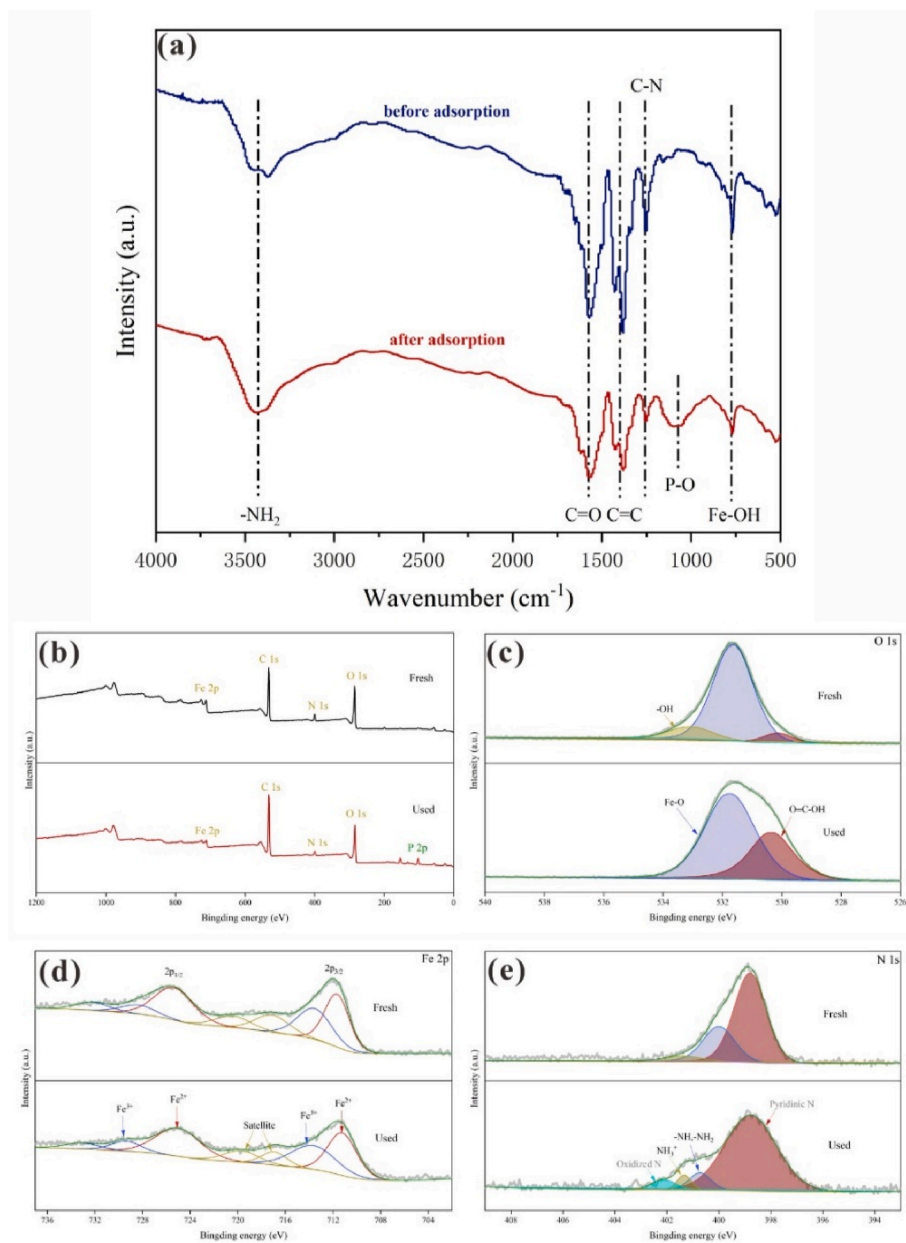 (a)
C-N
before adsorption
after adsorption
P-O
-NH₂
C=O C=C
Fe-OH
Intensity (a.u.)
4000 3500 3000 2500 2000 1500 1000 500
Wavenumber (cm⁻¹)
(b)
C 1s
Fresh
Fe 2p
O 1s
N 1s
C 1s
Used
Fe 2p
O 1s
N 1s
P 2p
Intensity (a.u.)
1200 1000 800 600 400 200 0
Bingding energy (eV)
(c)
O 1s
Fresh
-OH
Fe-O
O=C-OH
Used
Intensity (a.u.)
540 538 536 534 532 530 528 526
Bingding energy (eV)
(d)
Fe 2p
2p1/2
2p3/2
Fresh
Fe³⁺
Fe²⁺
Satellite
Fe³⁺
Fe²⁺
Used
Intensity (a.u.)
736 732 728 724 720 716 712 708 704
Bingding energy (eV)
(e)
N 1s
Fresh
Used
Pyridinic N
-NH,-NH₂
NH₃⁺
Oxidized N
Intensity (a.u.)
408 406 404 402 400 398 396 394
Bingding energy (eV)